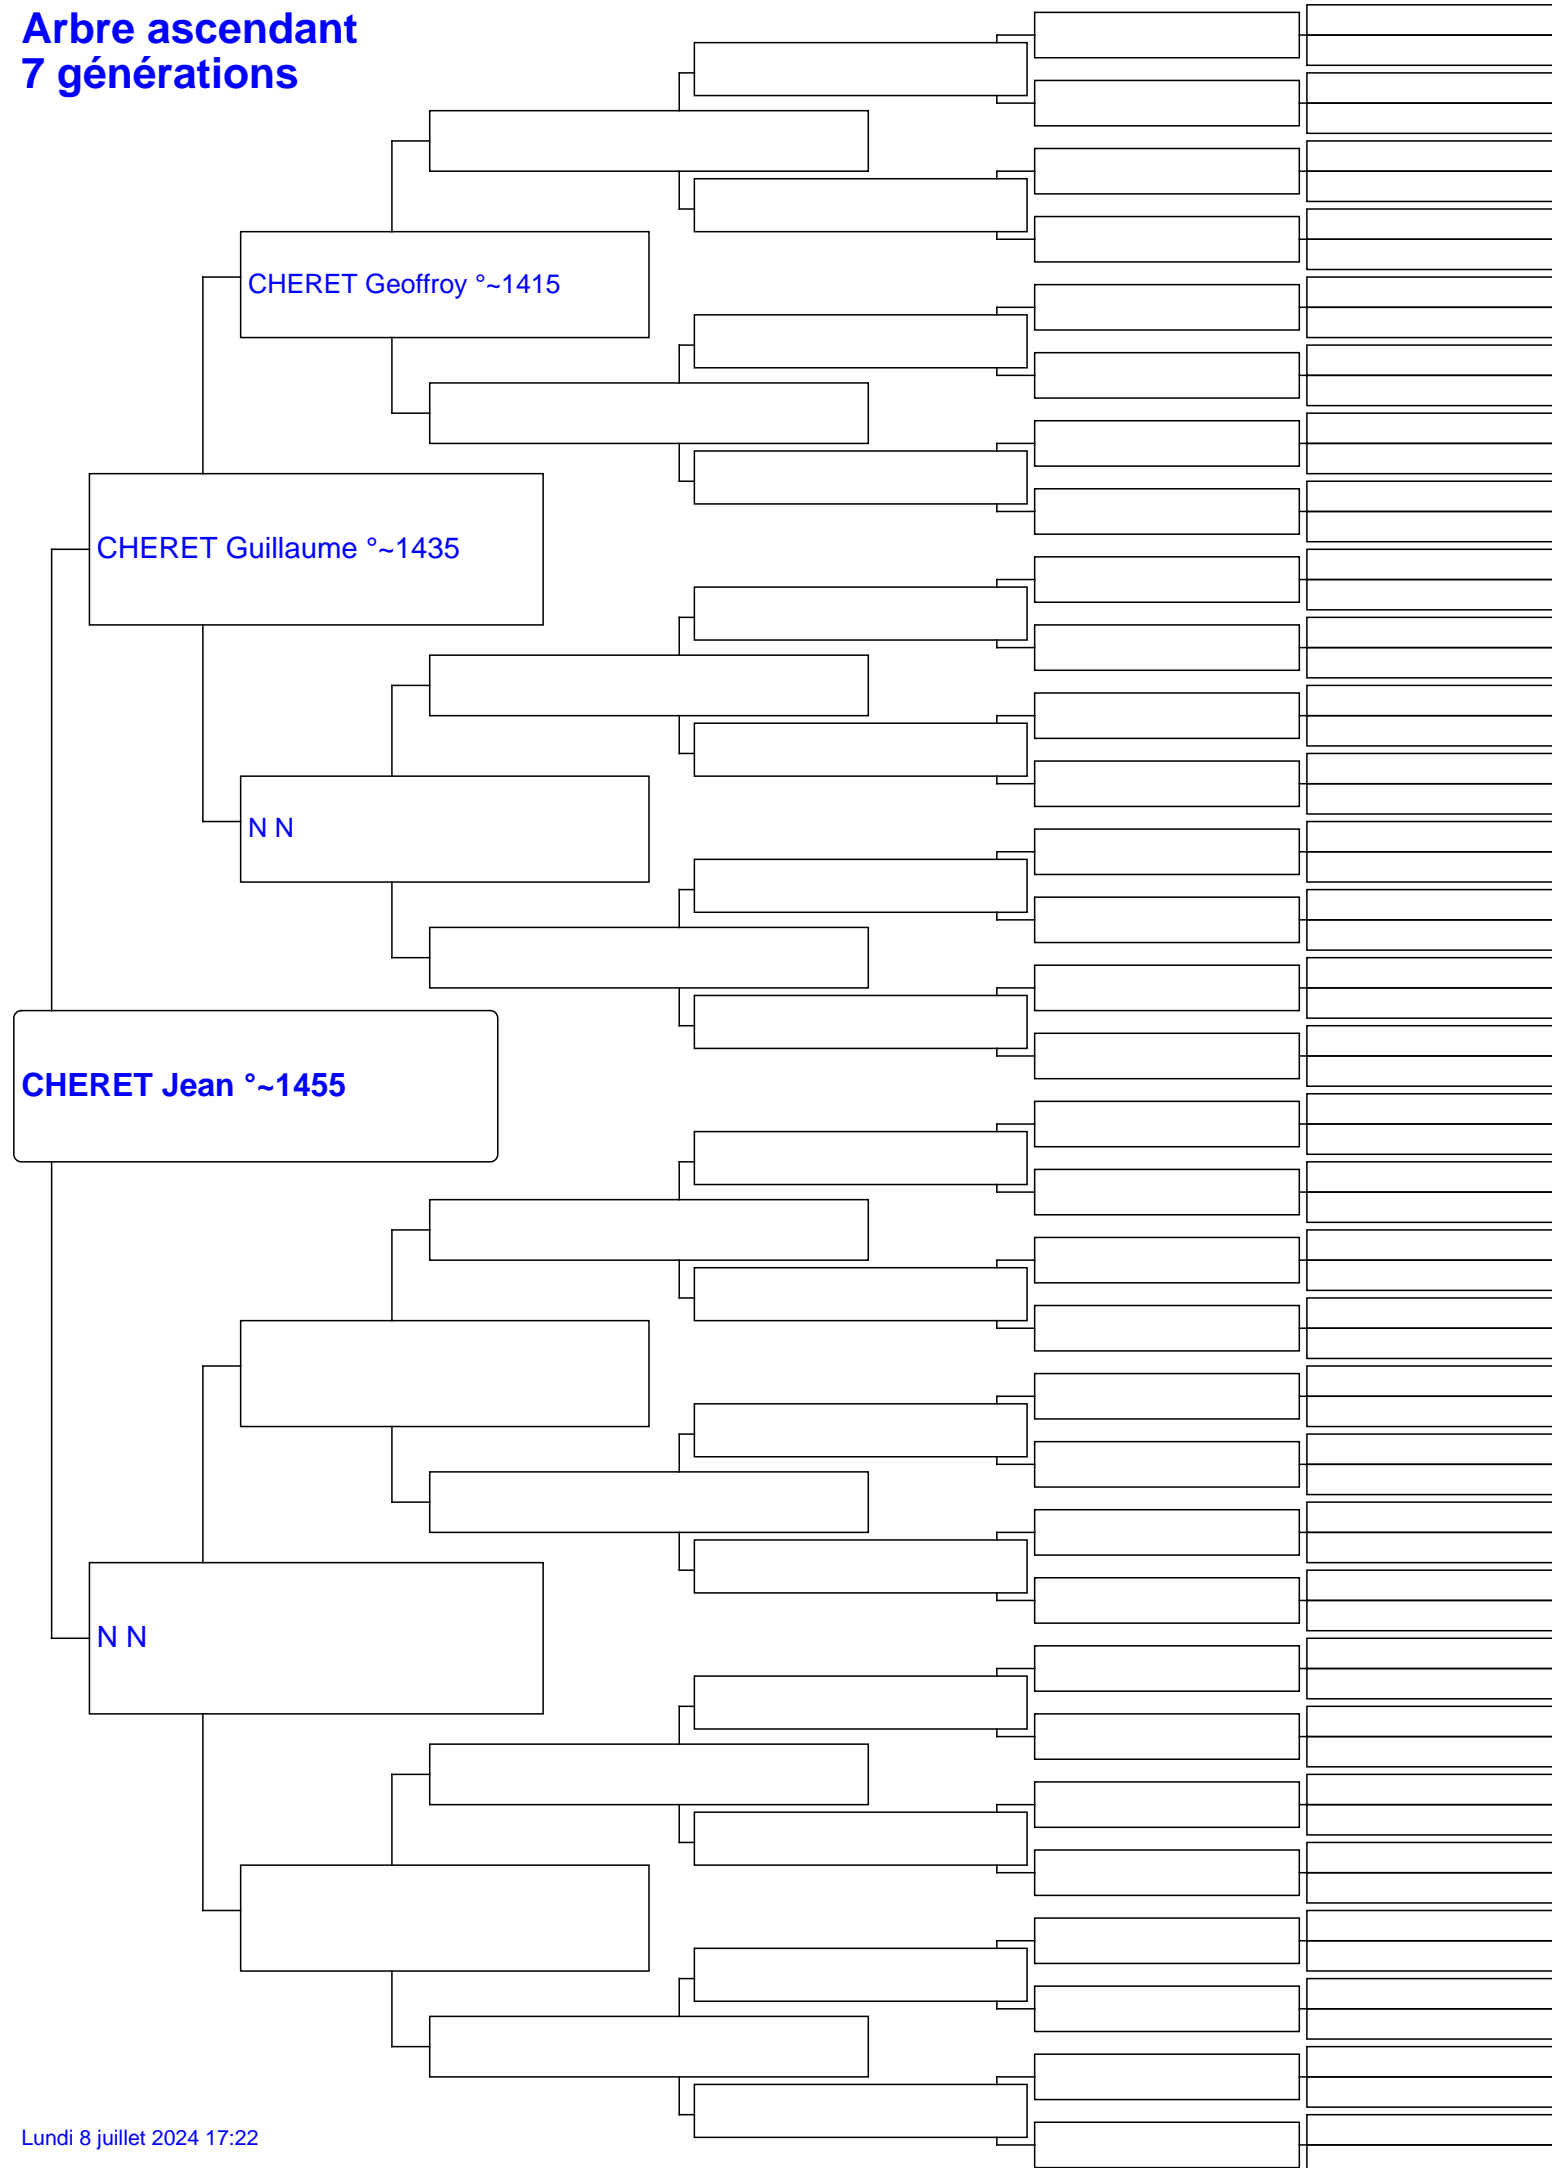 Arbre ascendant
7 générations
CHERET Geoffroy °~1415
CHERET Guillaume °~1435
N N
CHERET Jean °~1455
N N
Lundi 8 juillet 2024 17:22